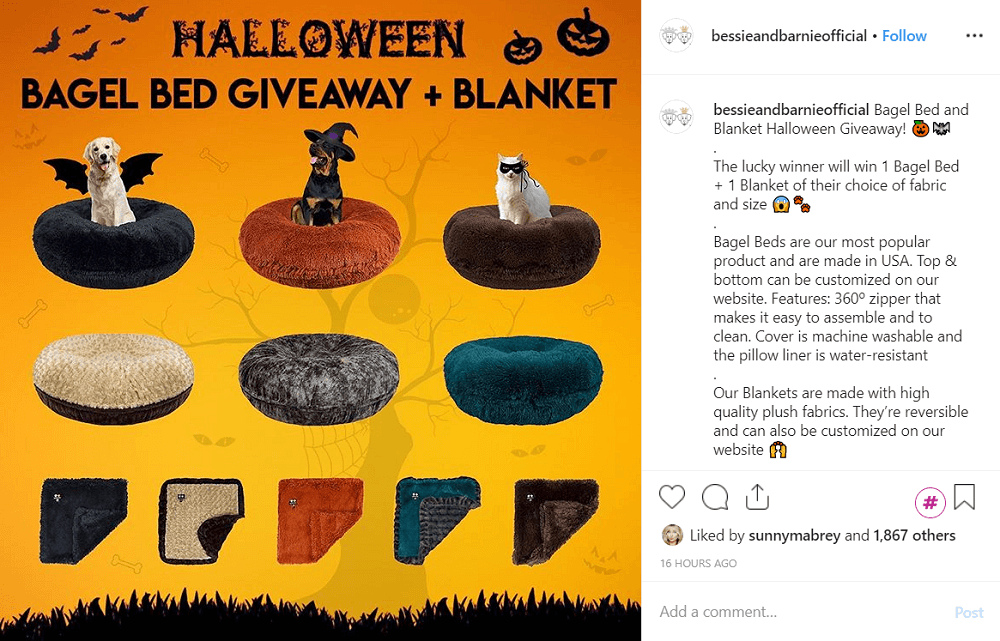 HALLOWEEN
BAGEL BED GIVEAWAY + BLANKET
bessieandbarnieofficial • Follow
bessieandbarnieofficial Bagel Bed and
Blanket Halloween Giveaway! 🎃🦇
.
The lucky winner will win 1 Bagel Bed
+ 1 Blanket of their choice of fabric
and size 😱🐾
.
Bagel Beds are our most popular
product and are made in USA. Top &
bottom can be customized on our
website. Features: 360º zipper that
makes it easy to assemble and to
clean. Cover is machine washable and
the pillow liner is water-resistant
.
Our Blankets are made with high
quality plush fabrics. They’re reversible
and can also be customized on our
website 🙌
#
Liked by sunnymabrey and 1,867 others
16 HOURS AGO
Add a comment...
Post